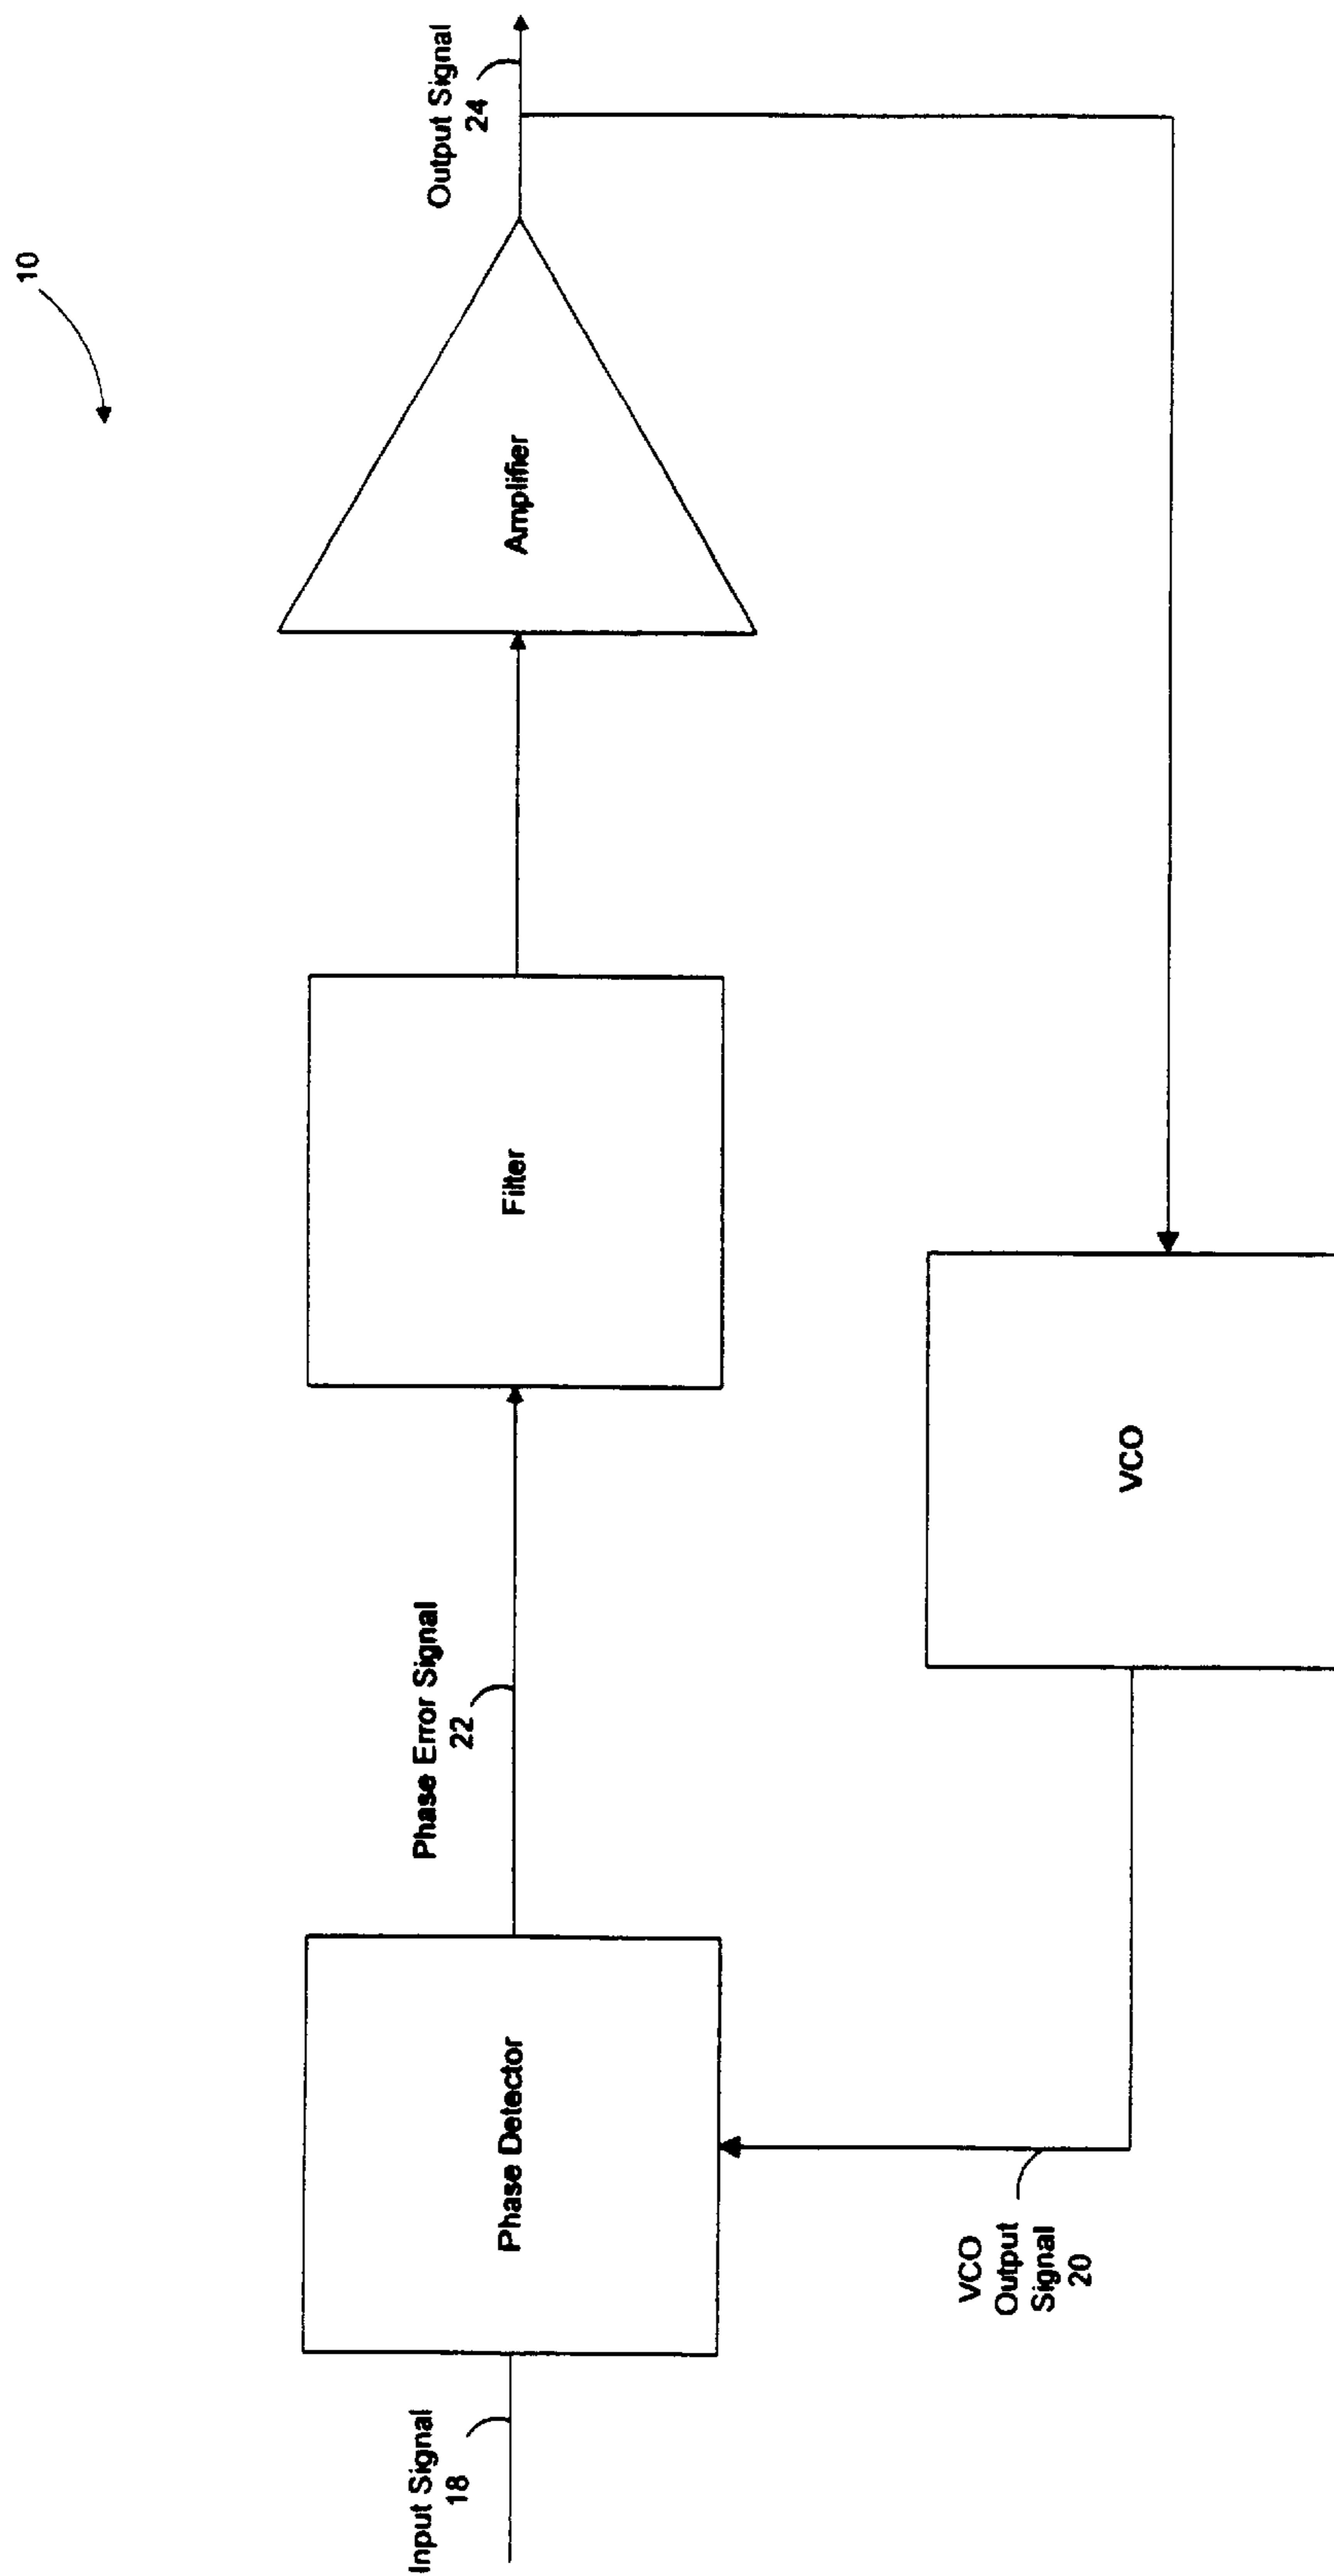 10
Input Signal
18
Phase Detector
Phase Error Signal
22
Filter
Amplifier
Output Signal
24
VCO
Output
Signal
20
VCO